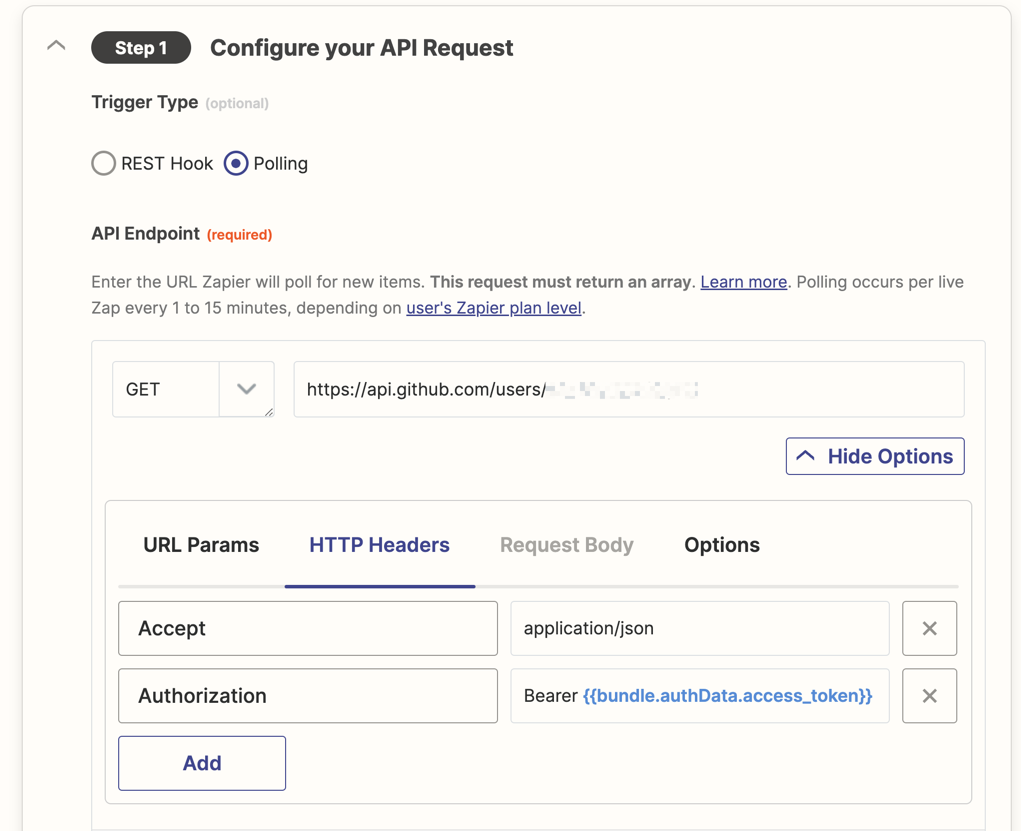 Step 1
Configure your API Request
Trigger Type (optional)
REST Hook
Polling
API Endpoint (required)
Enter the URL Zapier will poll for new items. This request must return an array. Learn more. Polling occurs per live
Zap every 1 to 15 minutes, depending on user's Zapier plan level.
GET
https://api.github.com/users/
Hide Options
URL Params
HTTP Headers
Request Body
Options
Accept
application/json
Authorization
Bearer {{bundle.authData.access_token}}
Add